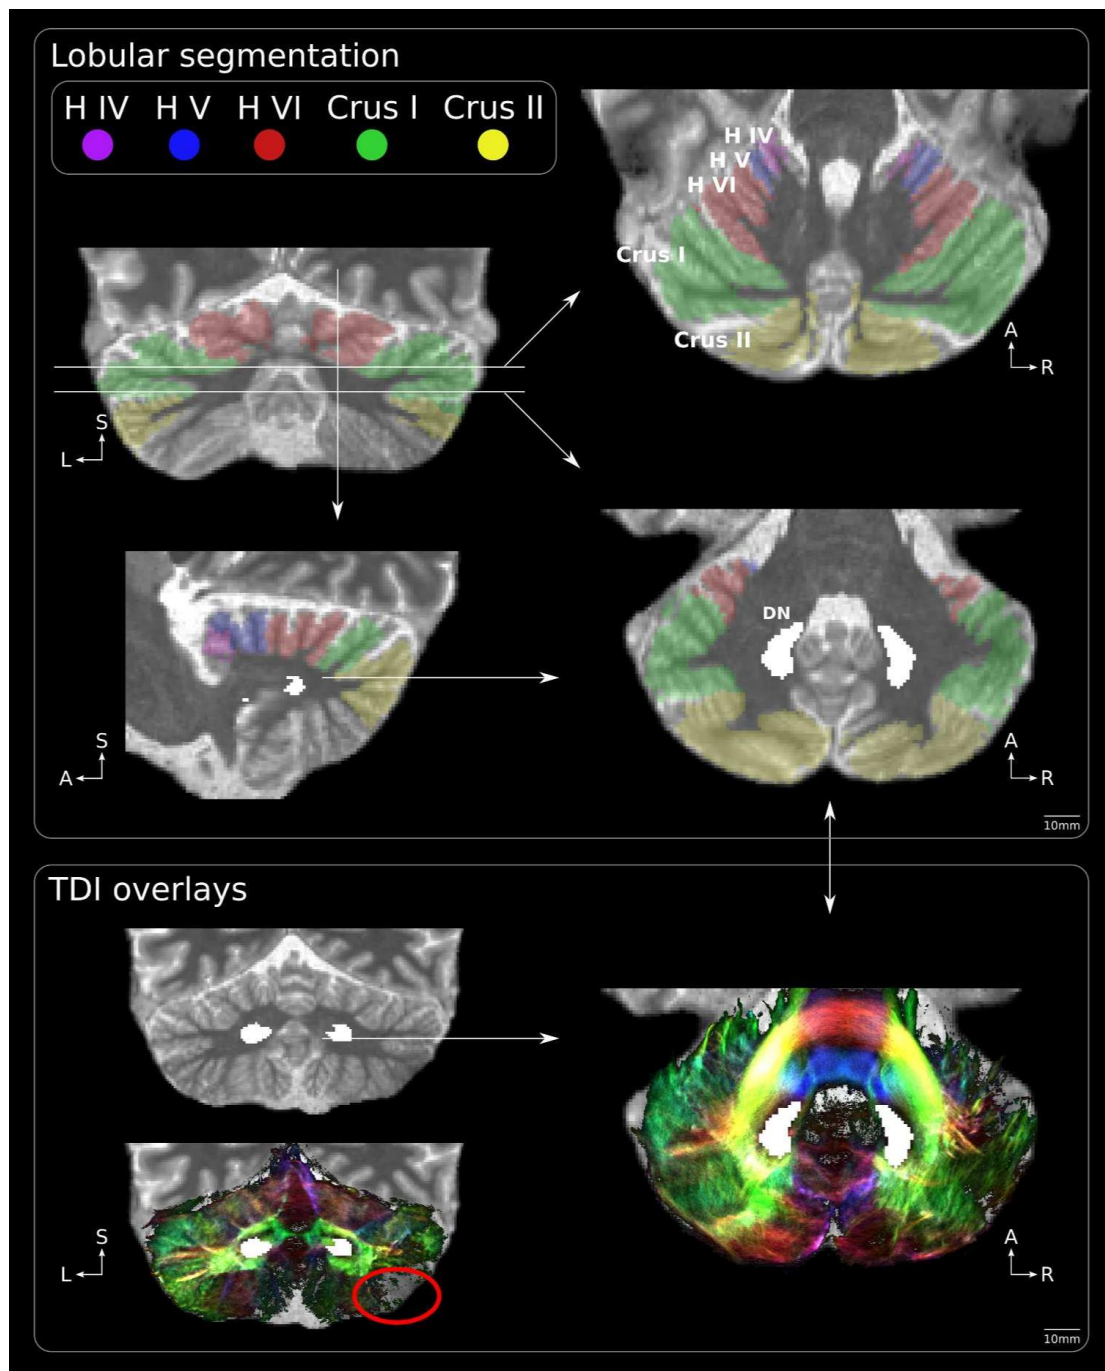 Lobular segmentation
H IV H V H VI Crus I Crus II
H IV
H V
H VI
Crus I
Crus II
A
R
S
L
DN
S
A
A
R
10mm
TDI overlays
S
L
A
R
10mm